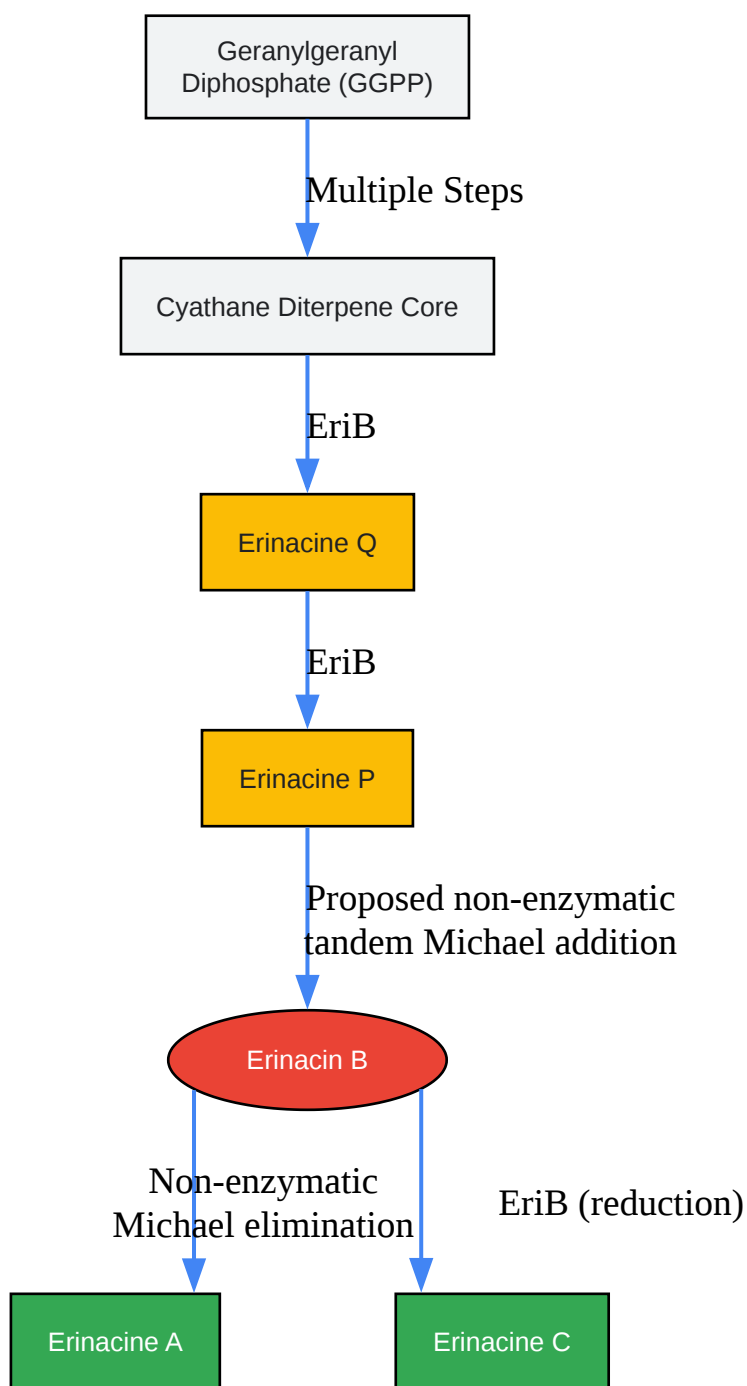 Geranylgeranyl
Diphosphate (GGPP)
Multiple Steps
Cyathane Diterpene Core
EriB
Erinacine Q
EriB
Erinacine P
Proposed non-enzymatic
tandem Michael addition
Erinacin B
Non-enzymatic
Michael elimination
EriB (reduction)
Erinacine A
Erinacine C